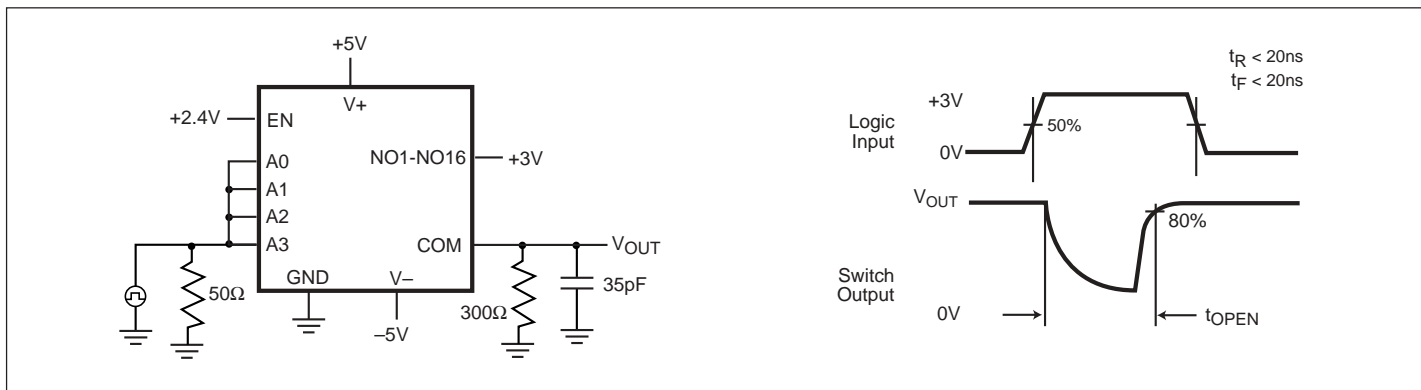 +5V
V+
+2.4V
EN
A0
A1
A2
A3
NO1-NO16
+3V
COM
VOUT
GND
V–
50Ω
–5V
300Ω
35pF
tR < 20ns
tF < 20ns
+3V
Logic
Input
50%
0V
VOUT
80%
Switch
Output
0V
tOPEN